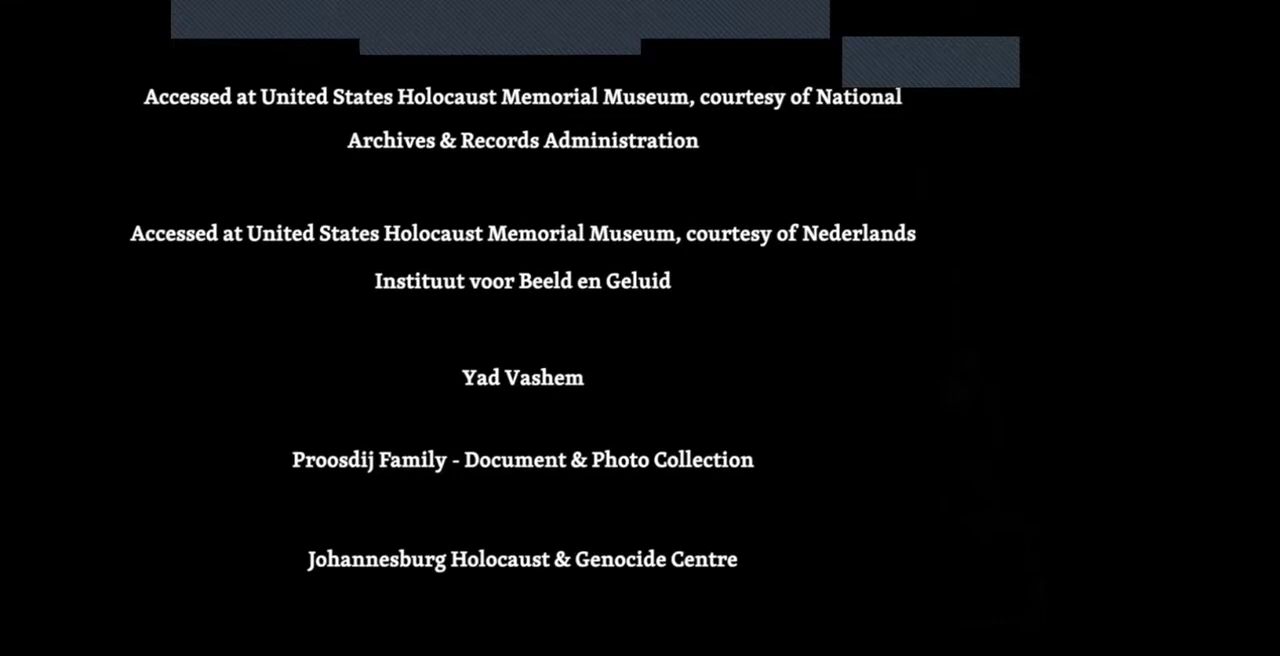 Accessed at United States Holocaust Memorial Museum, courtesy of National
Archives & Records Administration
Accessed at United States Holocaust Memorial Museum, courtesy of Nederlands
Instituut voor Beeld en Geluid
Yad Vashem
Proosdij Family - Document & Photo Collection
Johannesburg Holocaust & Genocide Centre